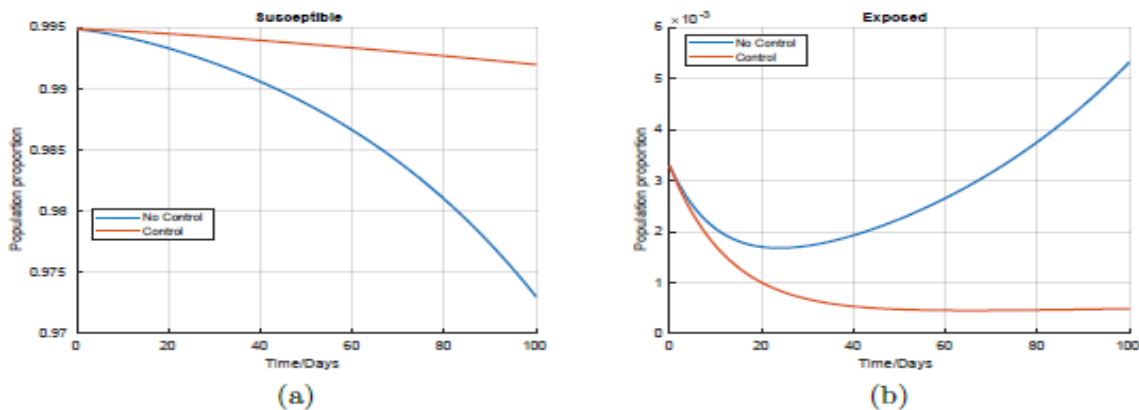 Susceptible
0.995
0.99
0.985
0.98
0.975
0.97
Population proportion
No Control
Control
0 20 40 60 80 100
Time/Days
(a)
Exposed
×10-3
6
5
4
3
2
1
0
Population proportion
No Control
Control
0 20 40 60 80 100
Time/Days
(b)